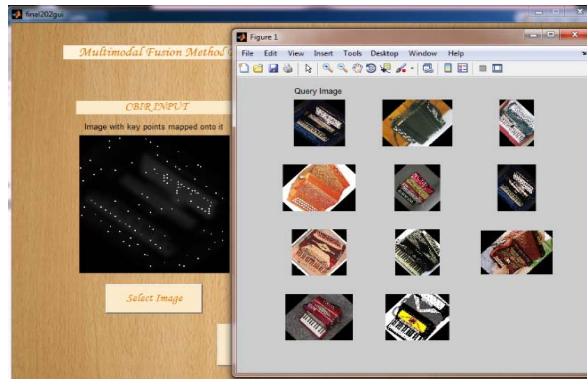 final202gui
Multimodal Fusion Method
CBIR INPUT
Image with key points mapped onto it
Select Image
Figure 1
File Edit View Insert Tools Desktop Window Help
Query Image